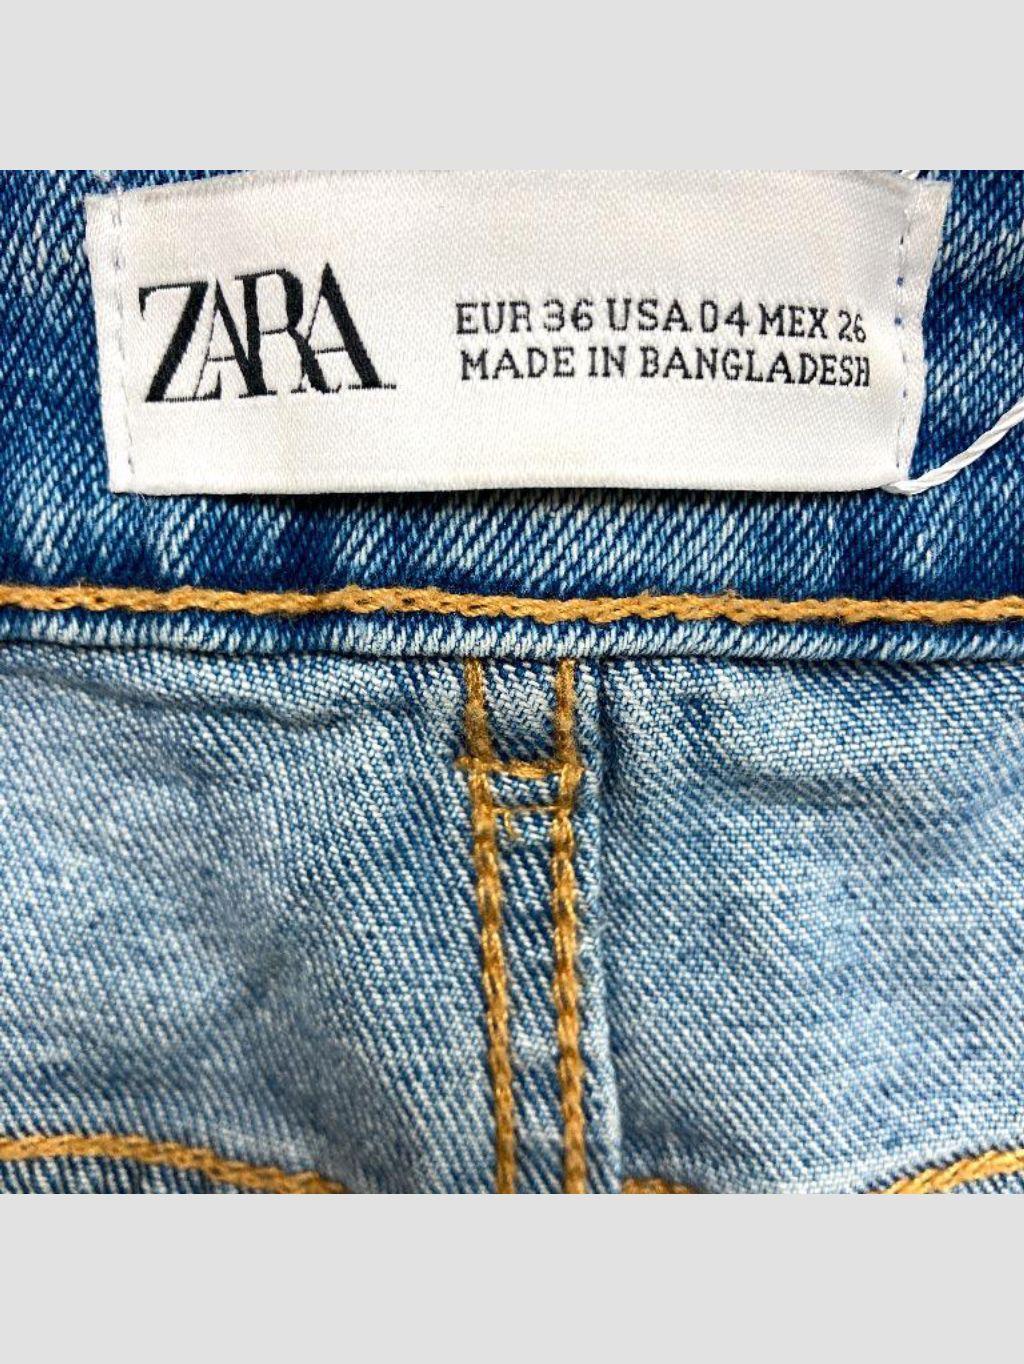 ZARA
EUR 36 USA 04 MEX 26
MADE IN BANGLADESH